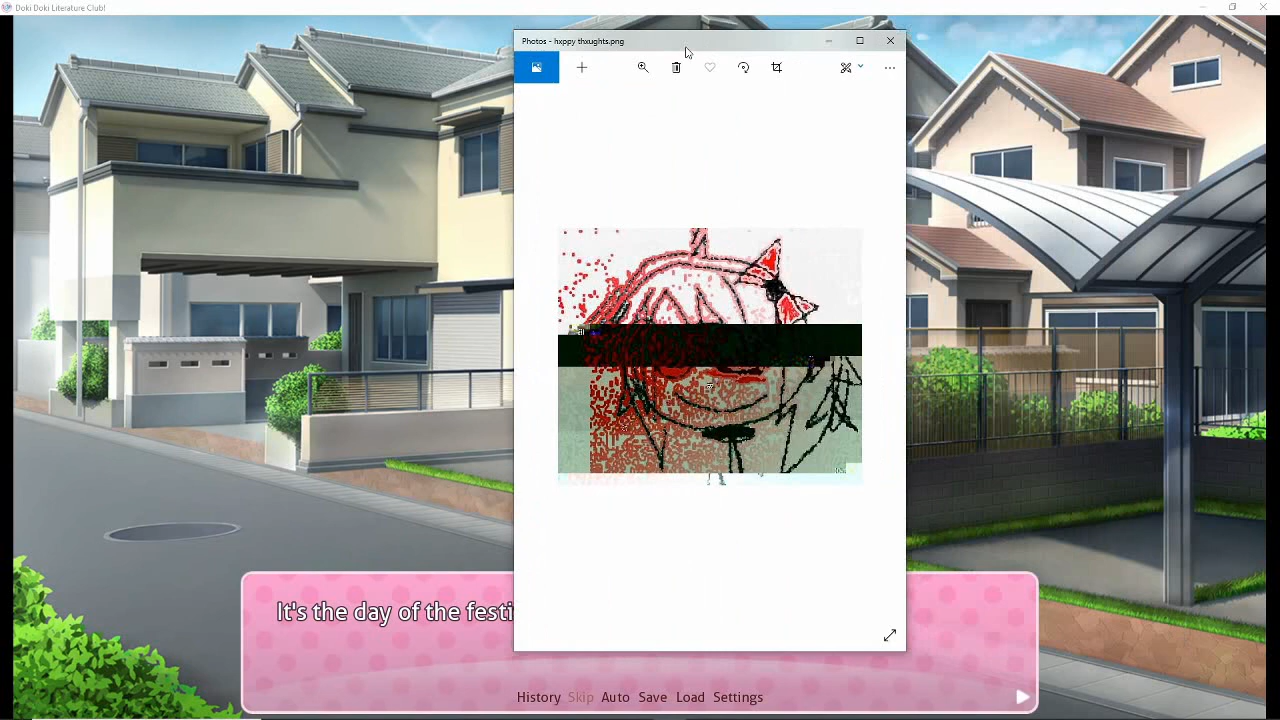 Doki Doki Literature Club!
Photos - hxppy thxughts.png
It's the day of the festi
History Skip Auto Save Load Settings